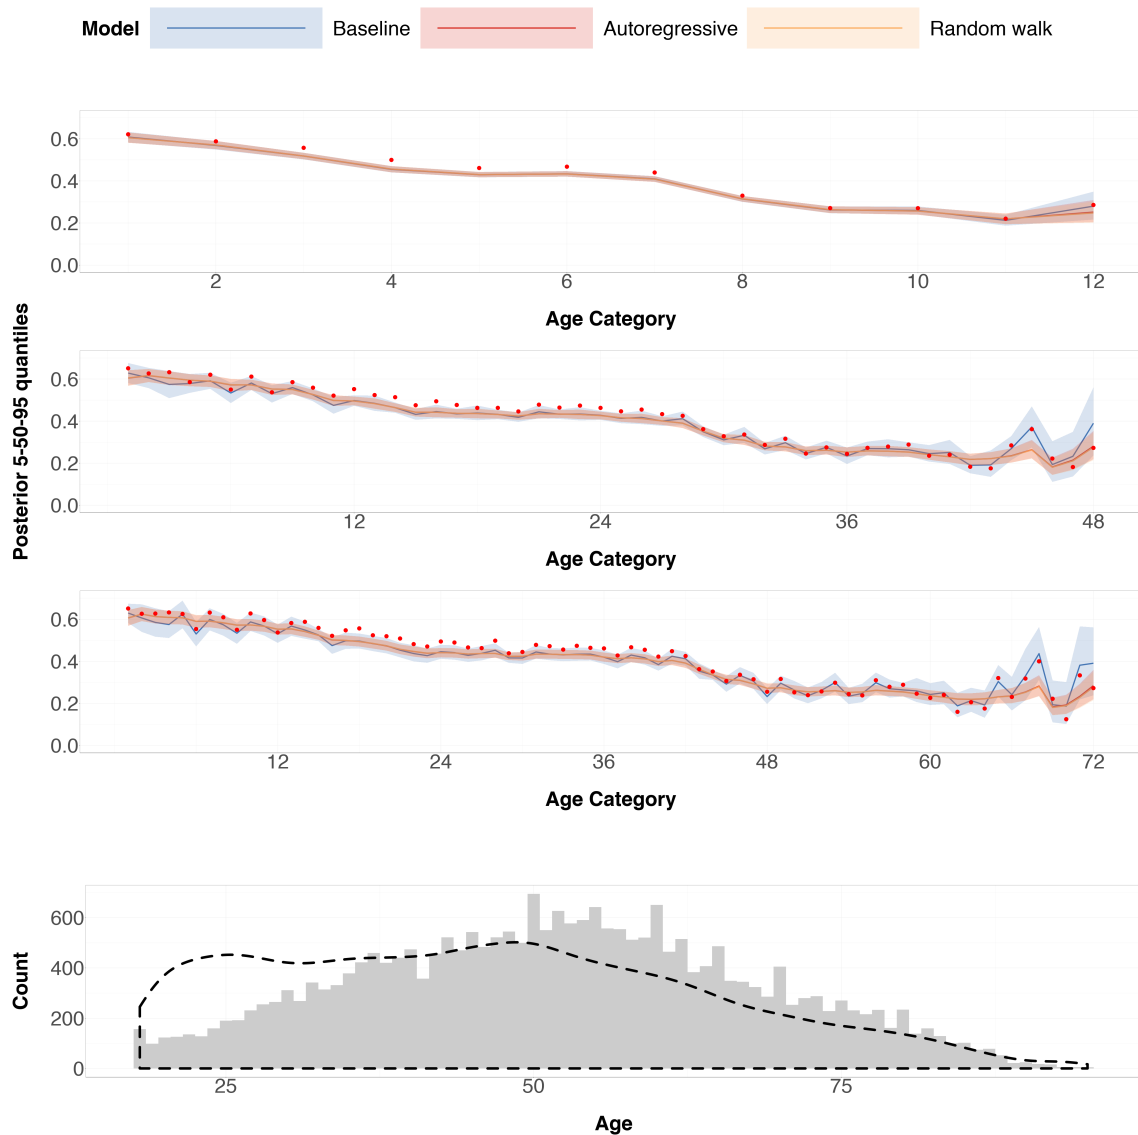 Model Baseline Autoregressive Random walk
Posterior 5-50-95 quantiles
0.6
0.4
0.2
0.0
2 4 6 8 10 12
Age Category
0.6
0.4
0.2
0.0
12 24 36 48
Age Category
0.6
0.4
0.2
0.0
12 24 36 48 60 72
Age Category
Count
600
400
200
0
25 50 75
Age